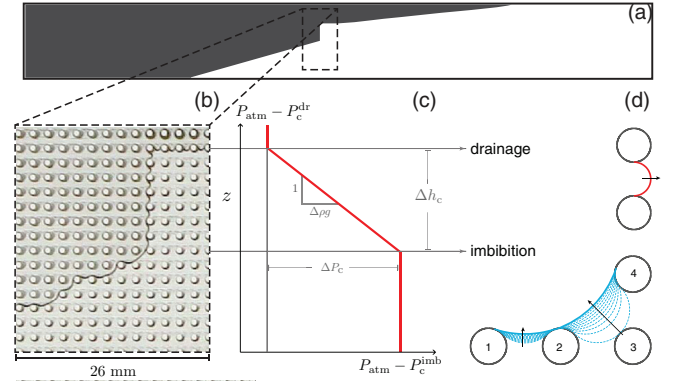 (a)
(b)
(c)
(d)
P_atm − P_c^dr
drainage
z
1
Δρg
Δh_c
ΔP_c
imbibition
4
1
2
3
P_atm − P_c^imb
26 mm